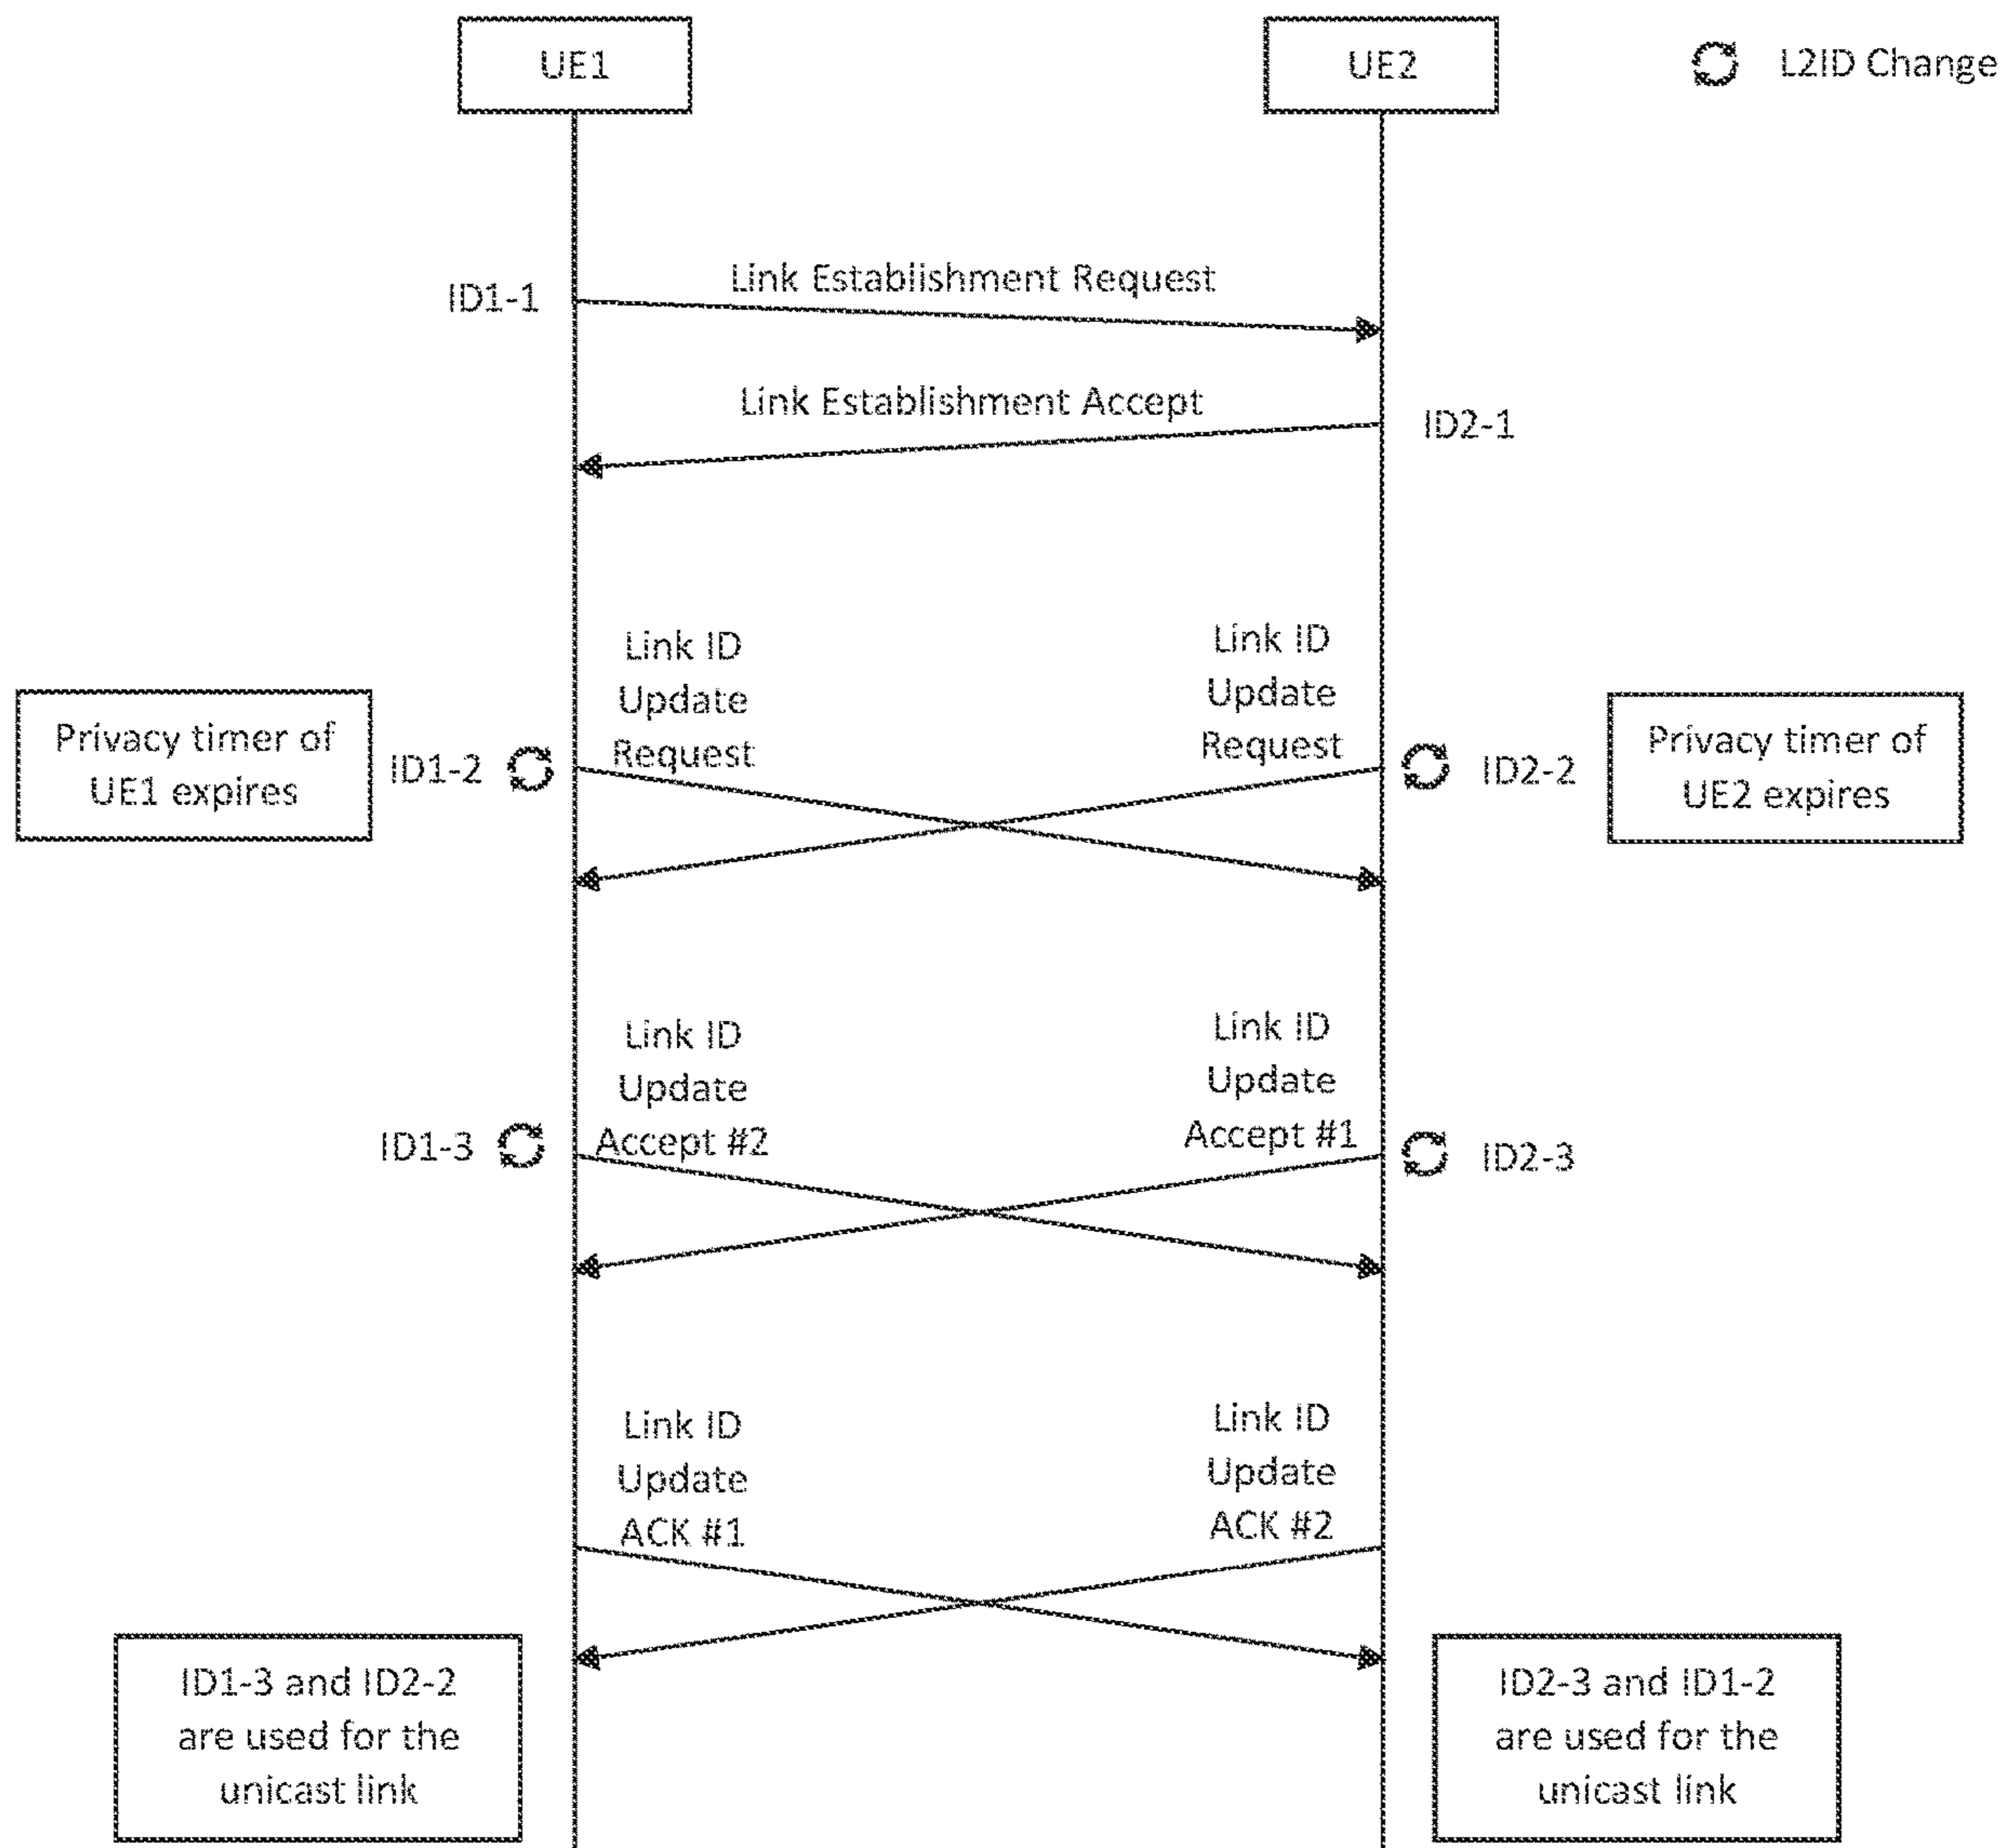 UE1
UE2
L2ID Change
Link Establishment Request
ID1-1
Link Establishment Accept
ID2-1
Link ID
Update
Request
Link ID
Update
Request
Privacy timer of
UE1 expires
ID1-2
ID2-2
Privacy timer of
UE2 expires
Link ID
Update
Accept #2
Link ID
Update
Accept #1
ID1-3
ID2-3
Link ID
Update
ACK #1
Link ID
Update
ACK #2
ID1-3 and ID2-2
are used for the
unicast link
ID2-3 and ID1-2
are used for the
unicast link